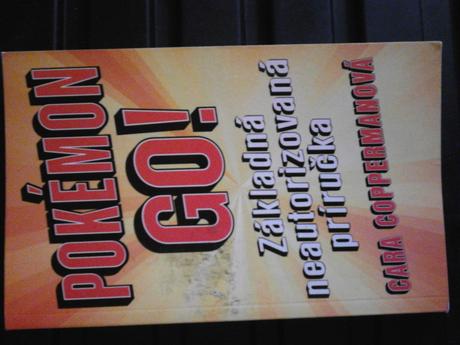 POKÉMON
GO!
Základná
neautorizovaná
príručka
CARA COPPERMANOVÁ